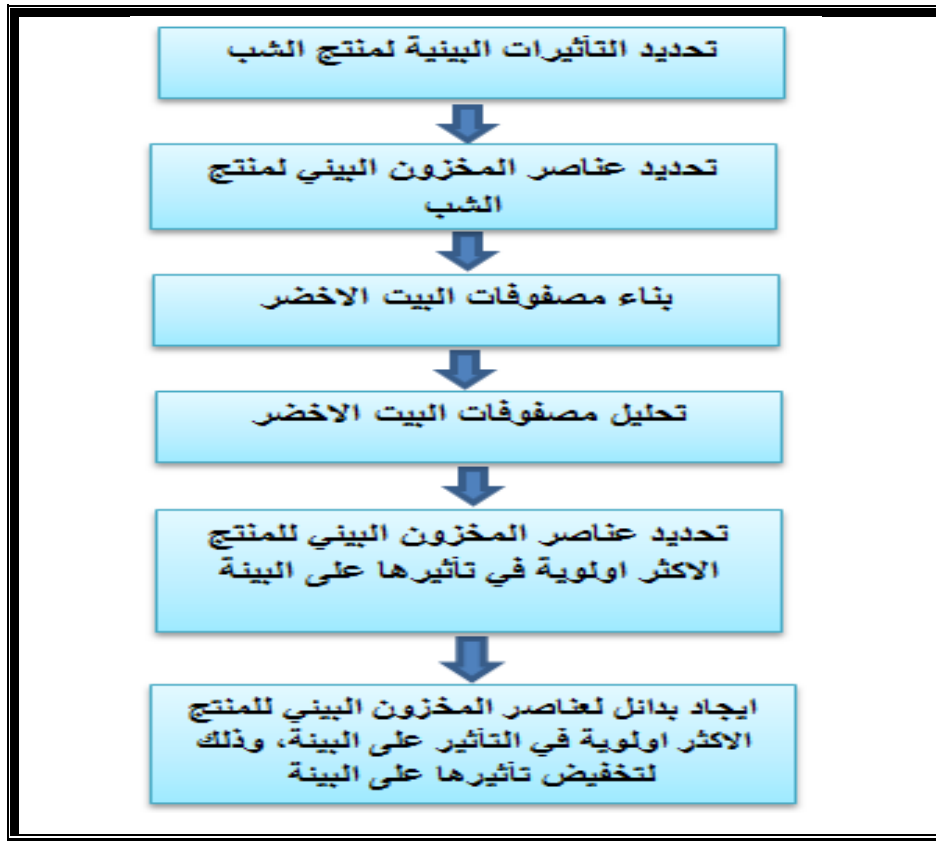 تحديد التأثيرات البيئية لمنتج الشب
تحديد عناصر المخزون البيئي لمنتج
الشب
بناء مصفوفات البيت الاخضر
تحليل مصفوفات البيت الاخضر
تحديد عناصر المخزون البيئي للمنتج
الاكثر اولوية في تأثيرها على البيئة
ايجاد بدائل لعناصر المخزون البيئي للمنتج
الاكثر اولوية في التأثير على البيئة، وذلك
لتخفيض تأثيرها على البيئة